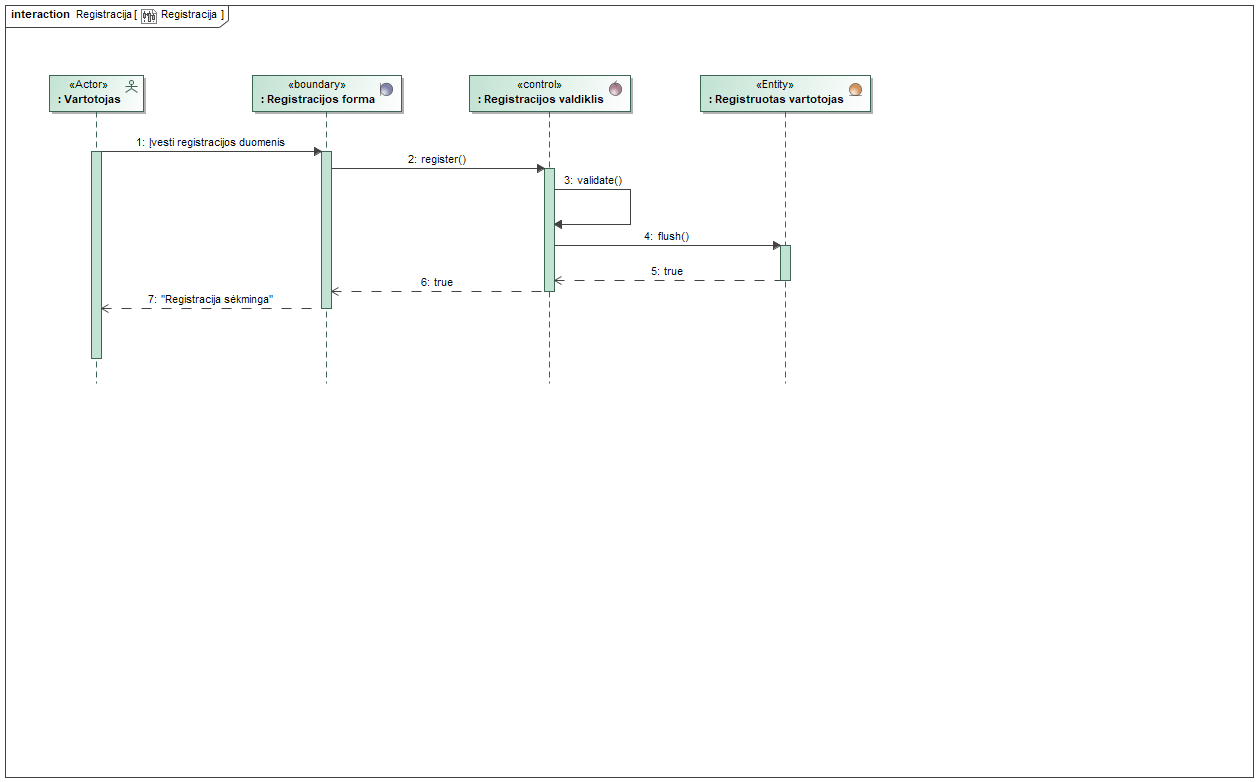 interaction Registracija [ Registracija ]
«Actor»
: Vartotojas
«boundary»
: Registracijos forma
«control»
: Registracijos valdiklis
«Entity»
: Registruotas vartotojas
1: Įvesti registracijos duomenis
2: register()
3: validate()
4: flush()
5: true
6: true
7: "Registracija sėkminga"